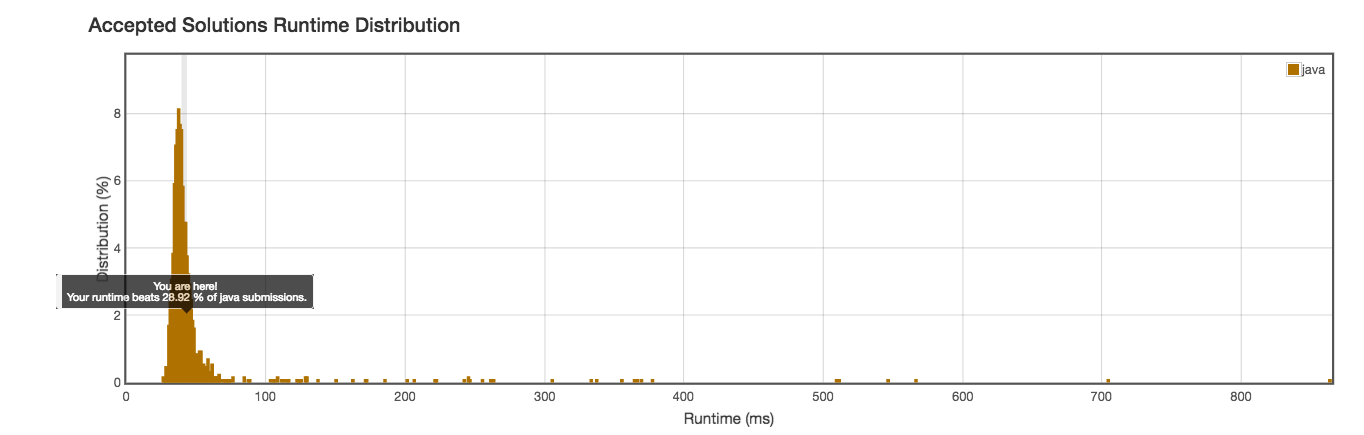 Accepted Solutions Runtime Distribution
java
Distribution (%)
8
6
4
2
0
You are here!
Your runtime beats 28.92 % of java submissions.
0 100 200 300 400 500 600 700 800
Runtime (ms)